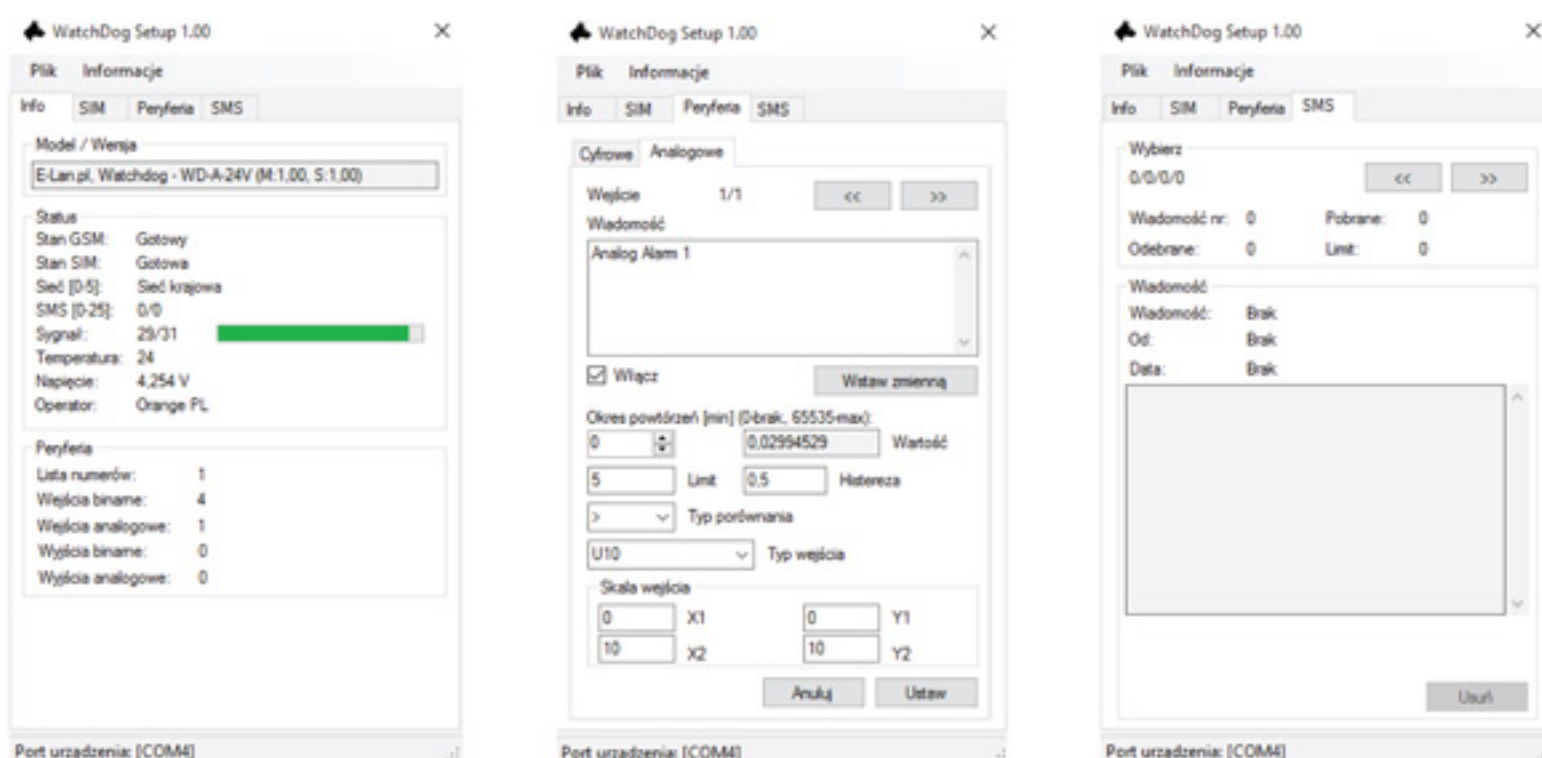 WatchDog Setup 1.00
Plik Informacje
Info SIM Peryferia SMS
Model / Wersja
E-Lan.pl, Watchdog - WD-A-24V (M:1,00, S:1,00)
Status
Stan GSM: Gotowy
Stan SIM: Gotowa
Sieć [0-5]: Sieć krajowa
SMS [0-25]: 0/0
Sygnał: 29/31
Temperatura: 24
Napięcie: 4,254 V
Operator: Orange PL
Peryferia
Lista numerów: 1
Wejścia binarne: 4
Wejścia analogowe: 1
Wyjścia binarne: 0
Wyjścia analogowe: 0
Port urządzenia: [COM4]
WatchDog Setup 1.00
Plik Informacje
Info SIM Peryferia SMS
Cyfrowe Analogowe
Wejście 1/1 << >>
Wiadomość
Analog Alarm 1
Włącz Wstaw zmienną
Okres powtórzeń [min] (0-brak, 65535-max):
0 0,02994529 Wartość
5 Limit 0,5 Histereza
> Typ porównania
U10 Typ wejścia
Skala wejścia
0 X1 0 Y1
10 X2 10 Y2
Anuluj Ustaw
Port urządzenia: [COM4]
WatchDog Setup 1.00
Plik Informacje
Info SIM Peryferia SMS
Wybierz
0/0/0/0 << >>
Wiadomość nr: 0 Pobrane: 0
Odebrane: 0 Limit: 0
Wiadomość
Wiadomość: Brak
Od: Brak
Data: Brak
Usuń
Port urządzenia: [COM4]